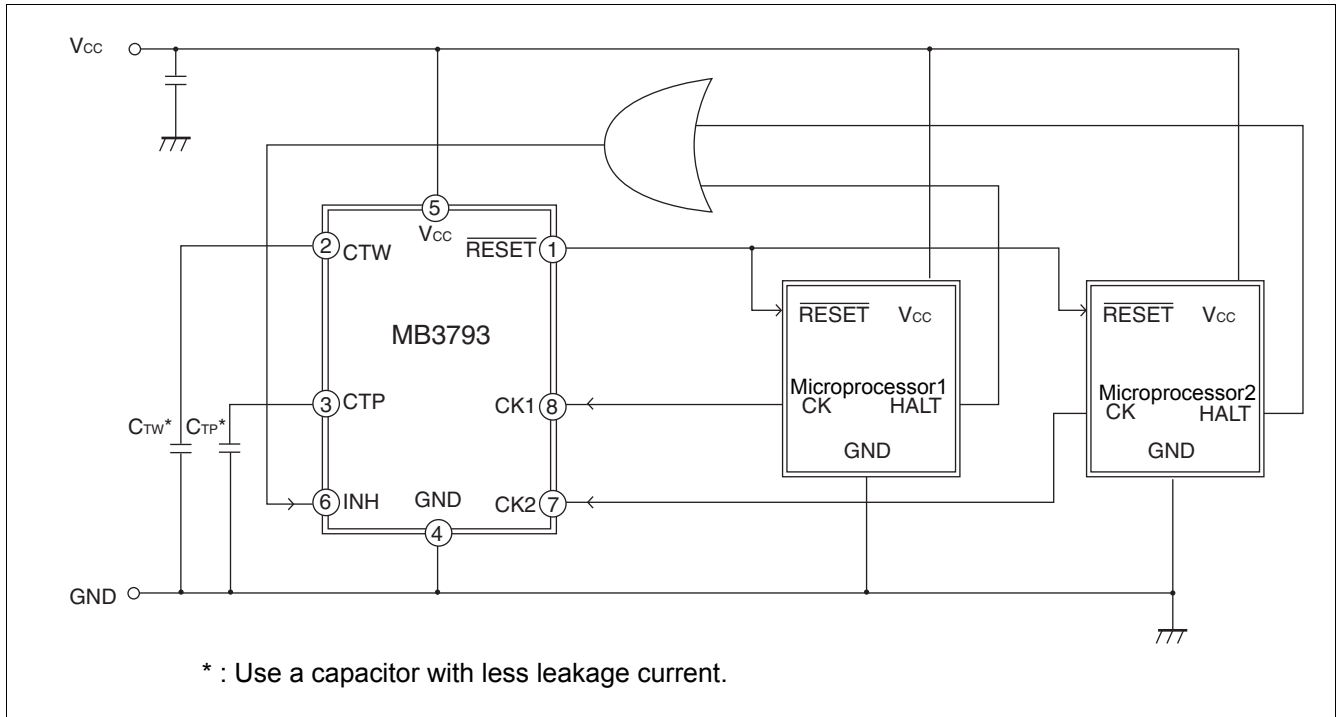 Vcc
5
Vcc
2 CTW
RESET 1
MB3793
RESET Vcc
RESET Vcc
3 CTP
CK1 8
Microprocessor1
CK HALT
Microprocessor2
CK HALT
CTW* CTP*
GND
GND
6 INH
GND
CK2 7
4
GND
* : Use a capacitor with less leakage current.